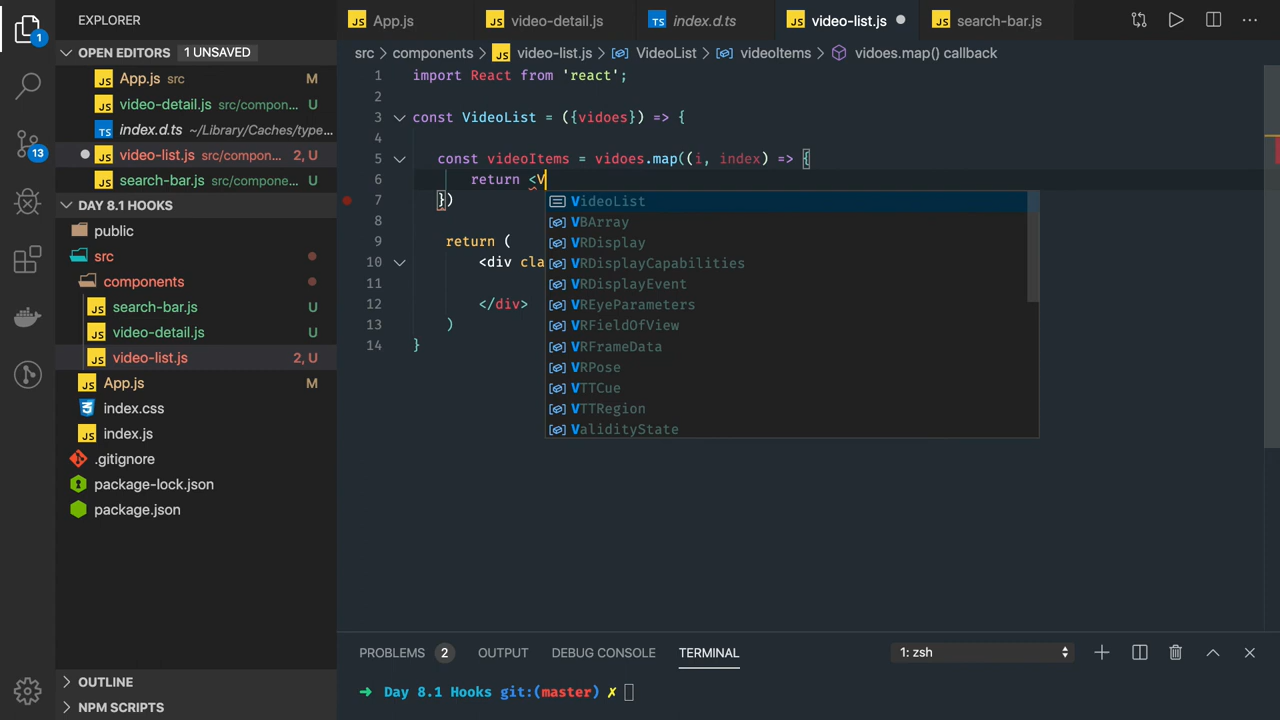 EXPLORER
App.js
video-detail.js
index.d.ts
video-list.js
search-bar.js
OPEN EDITORS 1 UNSAVED
src > components > video-list.js > VideoList > videoItems > vidoes.map() callback
App.js src M
video-detail.js src/compon... U
index.d.ts ~/Library/Caches/type...
video-list.js src/compon... 2, U
search-bar.js src/compone... U
DAY 8.1 HOOKS
public
src
components
search-bar.js U
video-detail.js U
video-list.js 2, U
App.js M
index.css
index.js
.gitignore
package-lock.json
package.json
OUTLINE
NPM SCRIPTS
1
13
1 import React from 'react';
2
3 const VideoList = ({vidoes}) => {
4
5 const videoItems = vidoes.map((i, index) => {
6 return <V
7 })
8
9 return (
10 <div cla
11
12 </div>
13 )
14 }
VideoList
VBArray
VRDisplay
VRDisplayCapabilities
VRDisplayEvent
VREyeParameters
VRFieldOfView
VRFrameData
VRPose
VTTCue
VTTRegion
ValidityState
PROBLEMS 2 OUTPUT DEBUG CONSOLE TERMINAL 1: zsh
➜ Day 8.1 Hooks git:(master) ✗